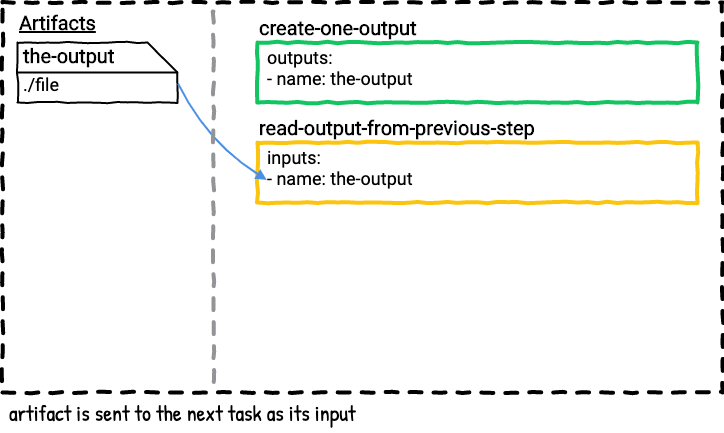 Artifacts
the-output
./file
create-one-output
outputs:
- name: the-output
read-output-from-previous-step
inputs:
- name: the-output
artifact is sent to the next task as its input